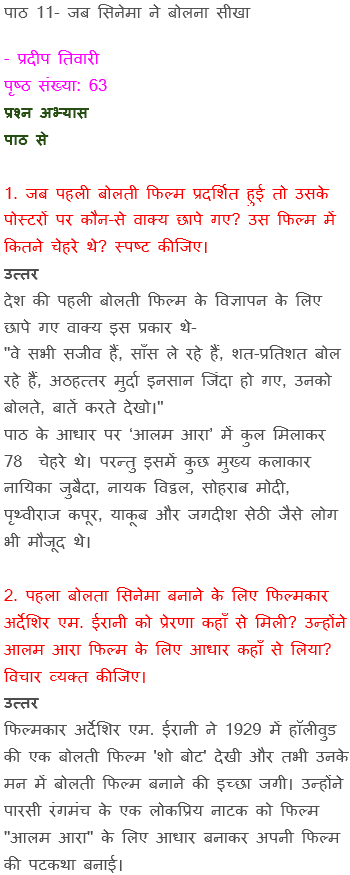 पाठ 11- जब सिनेमा ने बोलना सीखा
- प्रदीप तिवारी
पृष्ठ संख्या: 63
प्रश्न अभ्यास
पाठ से
1. जब पहली बोलती फिल्म प्रदर्शित हुई तो उसके
पोस्टरों पर कौन-से वाक्य छापे गए? उस फिल्म में
कितने चेहरे थे? स्पष्ट कीजिए।
उत्तर
देश की पहली बोलती फिल्म के विज्ञापन के लिए
छापे गए वाक्य इस प्रकार थे-
"वे सभी सजीव हैं, साँस ले रहे हैं, शत-प्रतिशत बोल
रहे हैं, अठहत्तर मुर्दा इनसान जिंदा हो गए, उनको
बोलते, बातें करते देखो।"
पाठ के आधार पर ‘आलम आरा’ में कुल मिलाकर
78 चेहरे थे। परन्तु इसमें कुछ मुख्य कलाकार
नायिका जुबैदा, नायक विट्ठल, सोहराब मोदी,
पृथ्वीराज कपूर, याकूब और जगदीश सेठी जैसे लोग
भी मौजूद थे।
2. पहला बोलता सिनेमा बनाने के लिए फिल्मकार
अर्देशिर एम. ईरानी को प्रेरणा कहाँ से मिली? उन्होंने
आलम आरा फिल्म के लिए आधार कहाँ से लिया?
विचार व्यक्त कीजिए।
उत्तर
फिल्मकार अर्देशिर एम. ईरानी ने 1929 में हॉलीवुड
की एक बोलती फिल्म 'शो बोट' देखी और तभी उनके
मन में बोलती फिल्म बनाने की इच्छा जगी। उन्होंने
पारसी रंगमंच के एक लोकप्रिय नाटक को फिल्म
"आलम आरा" के लिए आधार बनाकर अपनी फिल्म
की पटकथा बनाई।